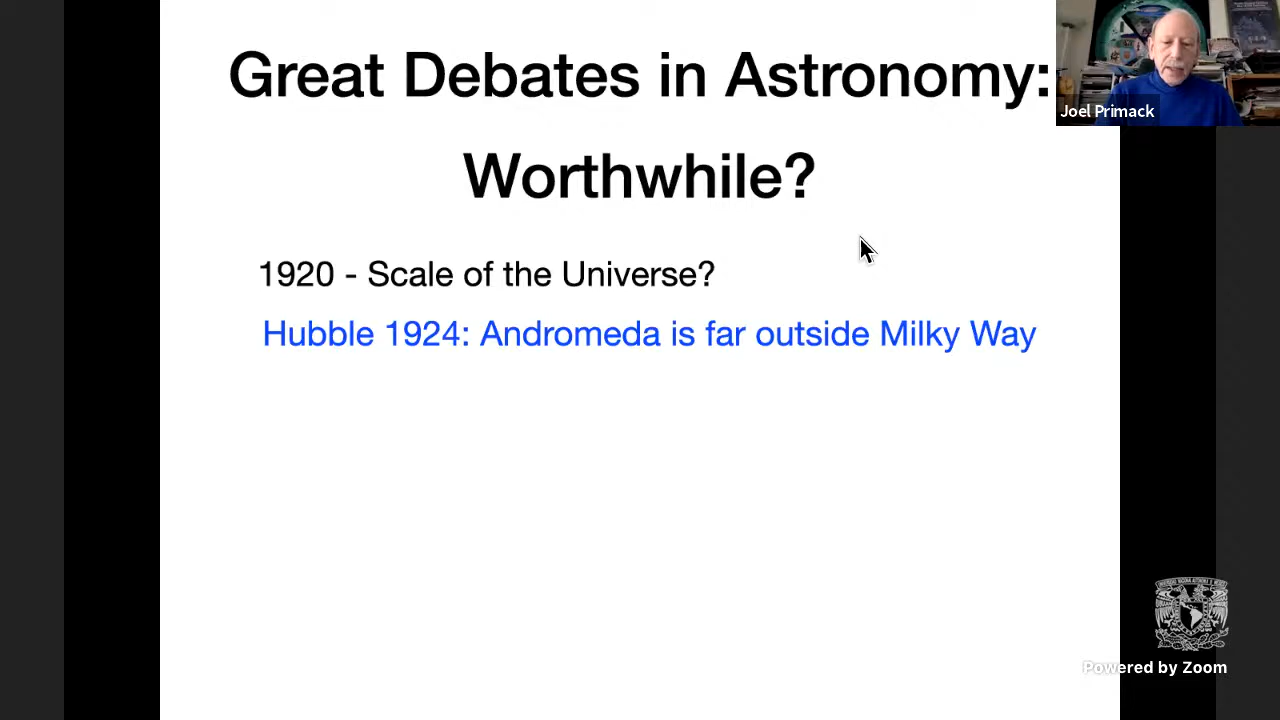 Great Debates in Astronomy:
Worthwhile?
1920 - Scale of the Universe?
Hubble 1924: Andromeda is far outside Milky Way
Joel Primack
Powered by Zoom